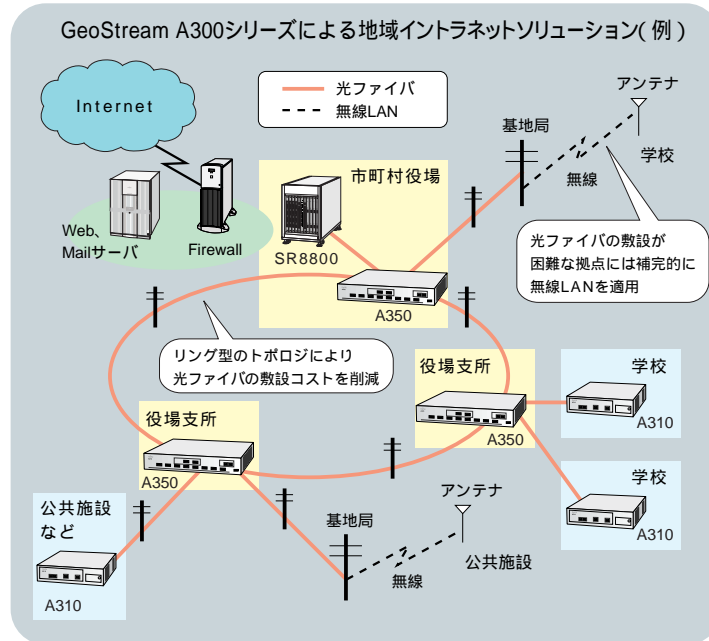 GeoStream A300シリーズによる地域イントラネットソリューション(例)
Internet
光ファイバ
無線LAN
アンテナ
基地局
学校
無線
市町村役場
Web、
Mailサーバ
Firewall
SR8800
A350
光ファイバの敷設が
困難な拠点には補完的に
無線LANを適用
リング型のトポロジにより
光ファイバの敷設コストを削減
役場支所
A350
学校
A310
役場支所
A350
学校
A310
公共施設
など
A310
基地局
アンテナ
無線
公共施設